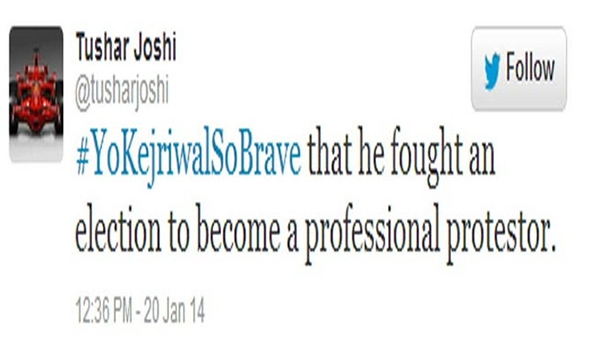 Tushar Joshi
@tusharjoshi
Follow
#YoKejriwalSoBrave that he fought an
election to become a professional protestor.
12:36 PM - 20 Jan 14